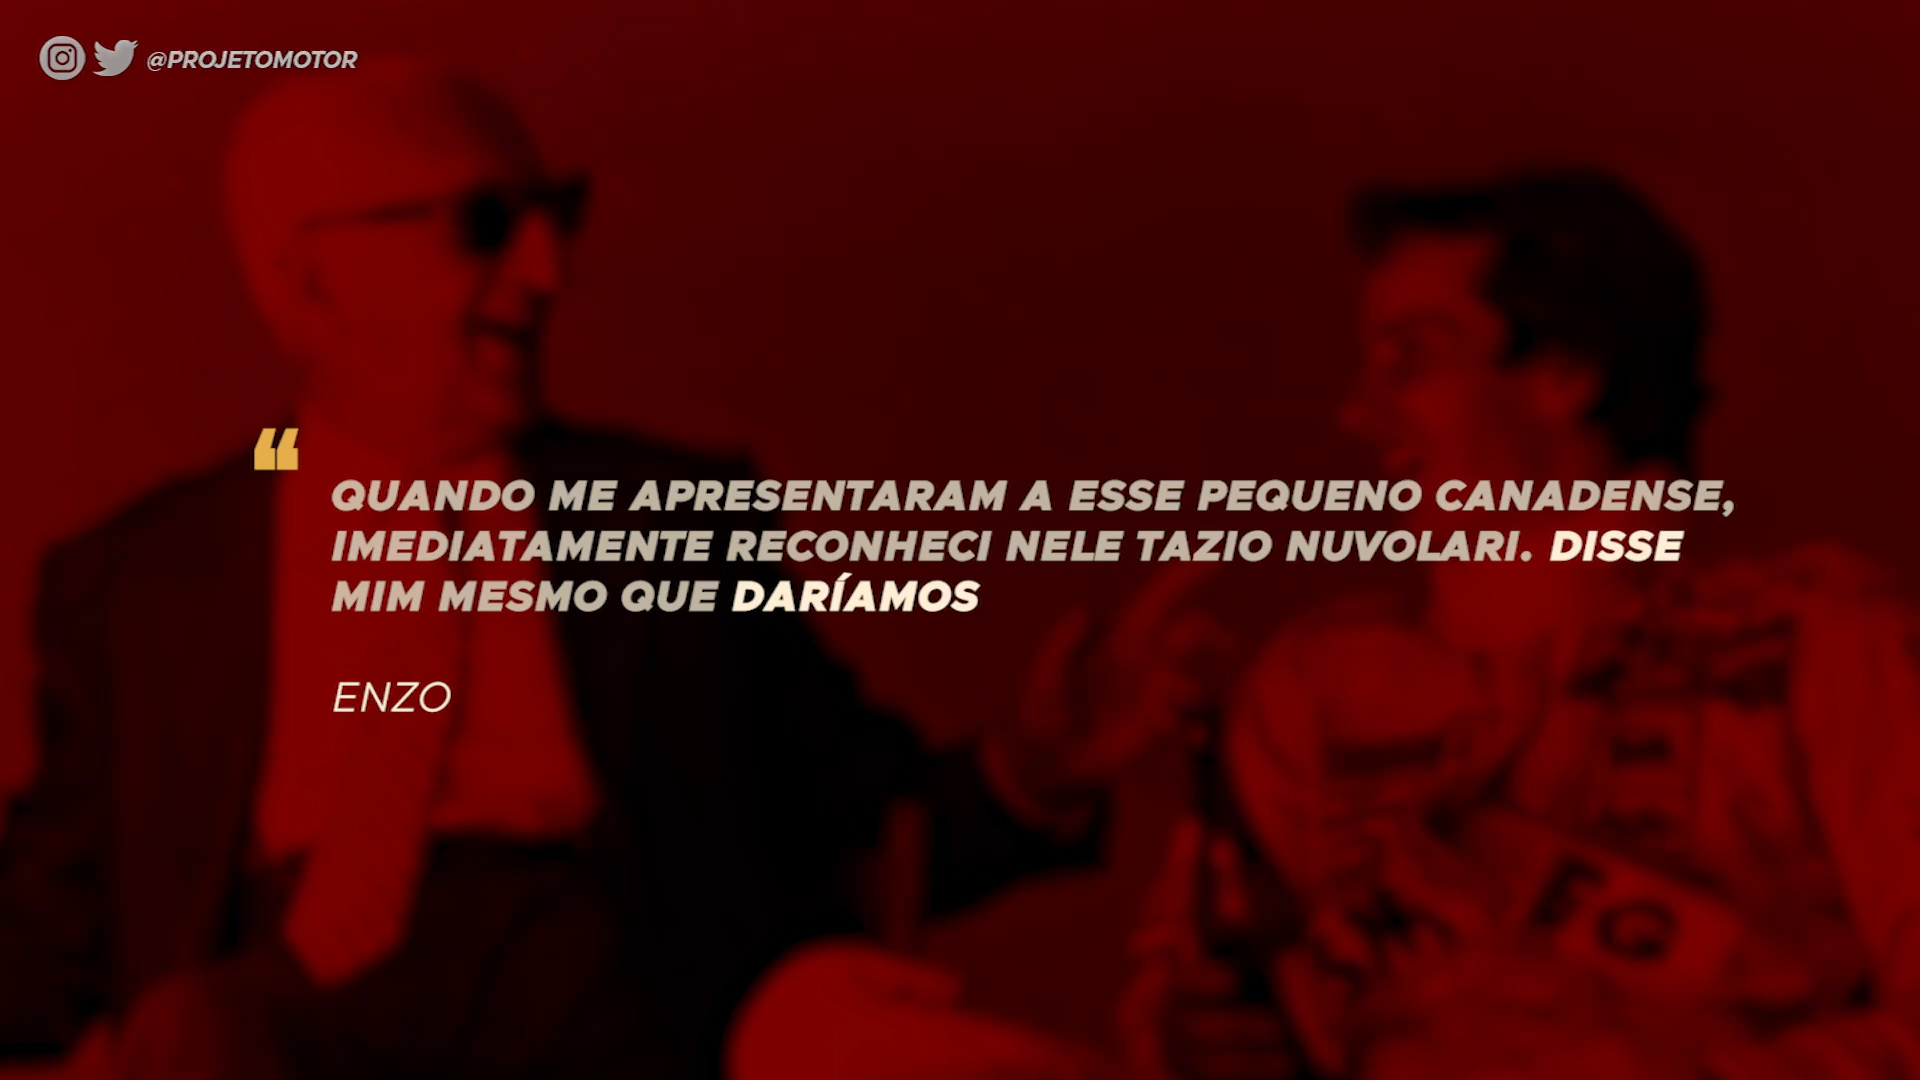 @PROJETOMOTOR
❝
QUANDO ME APRESENTARAM A ESSE PEQUENO CANADENSE,
IMEDIATAMENTE RECONHECI NELE TAZIO NUVOLARI. DISSE
MIM MESMO QUE DARÍAMOS
ENZO